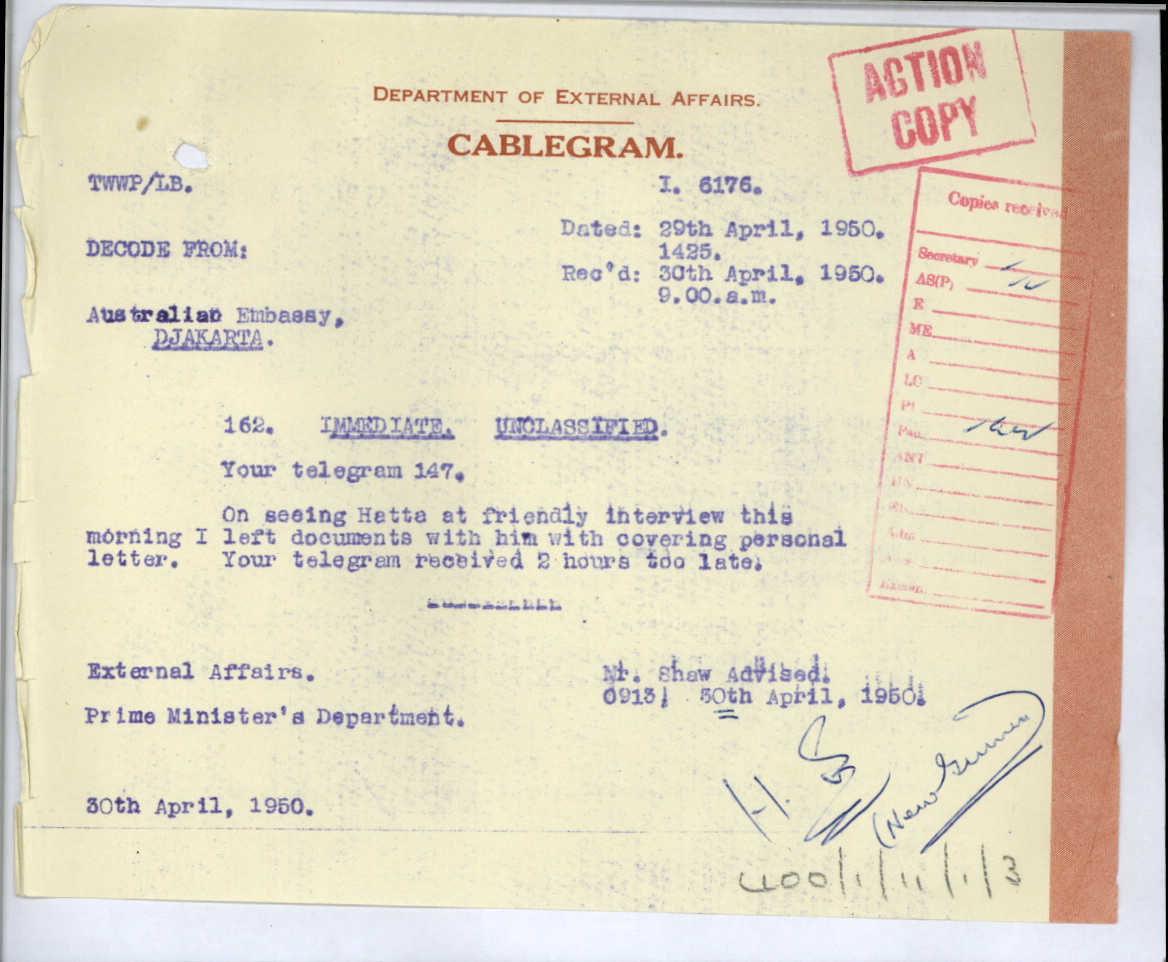 ACTION
COPY
DEPARTMENT OF EXTERNAL AFFAIRS.
CABLEGRAM.
TWWP/LB.
I. 6176.
Dated: 29th April, 1950.
1425.
Rec'd: 30th April, 1950.
9.00.a.m.
DECODE FROM:
Australian Embassy,
DJAKARTA.
Copies received
Secretary
AS(P)
E
ME
A
LC
162. IMMEDIATE. UNCLASSIFIED.
Your telegram 147.
On seeing Hatta at friendly interview this
morning I left documents with him with covering personal
letter. Your telegram received 2 hours too late.
External Affairs.
Mr. Shaw Advised.
0913. 30th April, 1950.
Prime Minister's Department.
30th April, 1950.
(New Guinea)